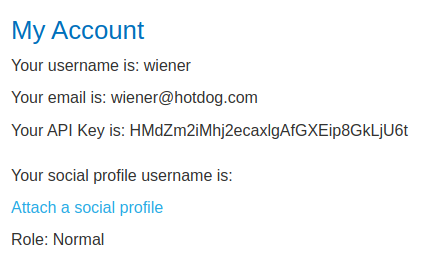 My Account
Your username is: wiener
Your email is: wiener@hotdog.com
Your API Key is: HMdZm2iMhj2ecaxlgAfGXEip8GkLjU6t
Your social profile username is:
Attach a social profile
Role: Normal